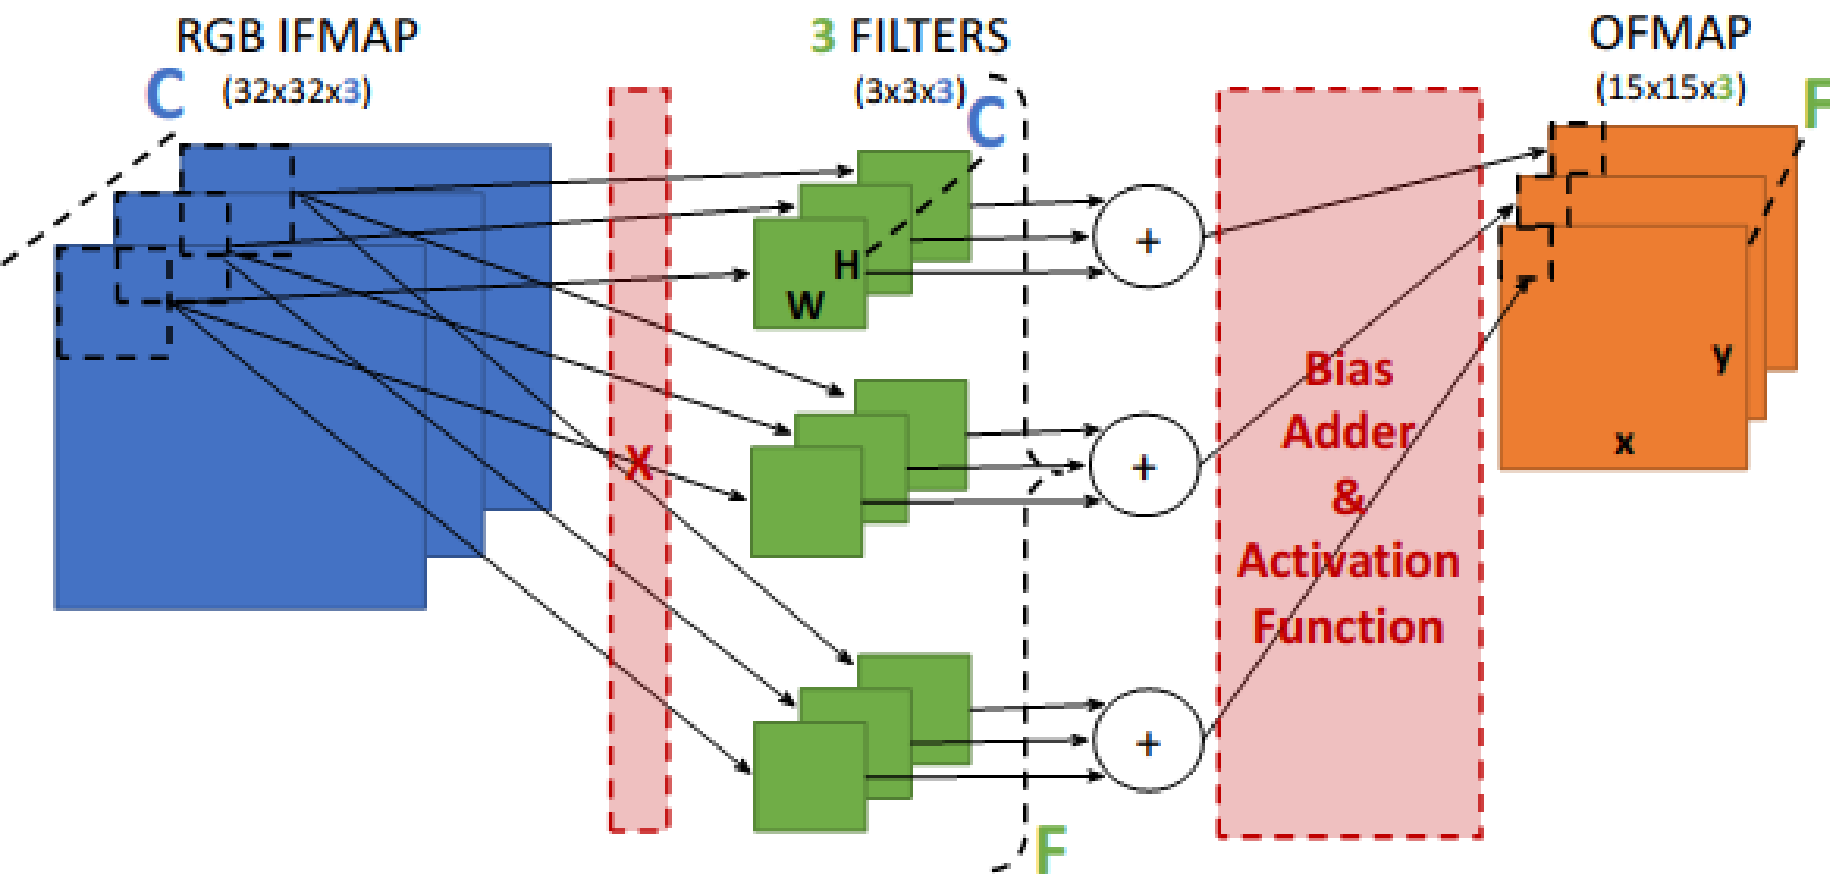 RGB IFMAP
(32x32x3)
C
3 FILTERS
(3x3x3)
C
OFMAP
(15x15x3)
F
H
W
+
X
+
+
Bias
Adder
&
Activation
Function
y
x
F